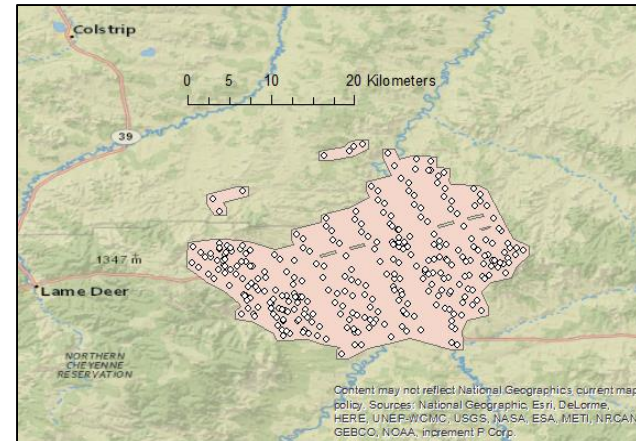 Colstrip
0 5 10 20 Kilometers
39
1347 m
Lame Deer
NORTHERN
CHEYENNE
RESERVATION
Content may not reflect National Geographic's current map
policy. Sources: National Geographic, Esri, DeLorme,
HERE, UNEP-WCMC, USGS, NASA, ESA, METI, NRCAN,
GEBCO, NOAA, increment P Corp.